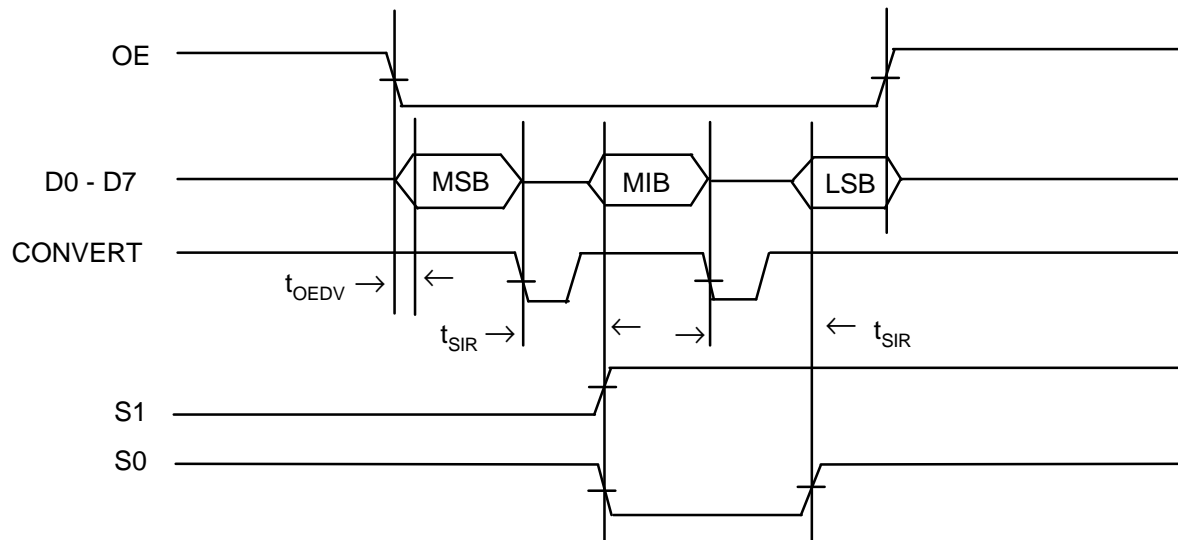 OE
D0 - D7
MSB
MIB
LSB
CONVERT
tOEDV
tSIR
tSIR
S1
S0